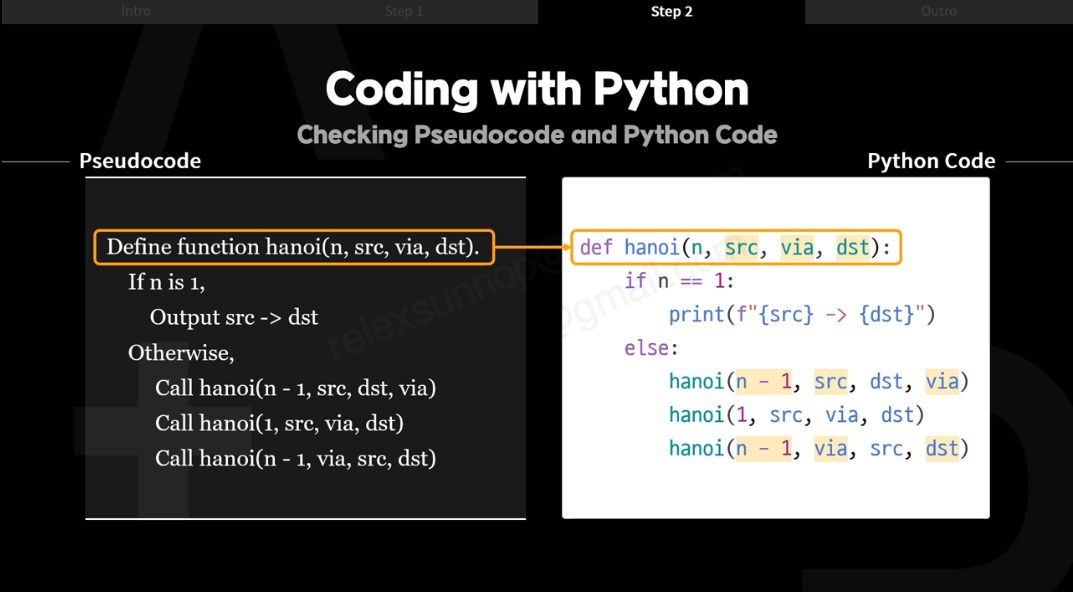 Intro
Step 1
Step 2
Outro
Coding with Python
Checking Pseudocode and Python Code
Pseudocode
Define function hanoi(n, src, via, dst).
If n is 1,
Output src -> dst
Otherwise,
Call hanoi(n - 1, src, dst, via)
Call hanoi(1, src, via, dst)
Call hanoi(n - 1, via, src, dst)
Python Code
def hanoi(n, src, via, dst):
if n == 1:
print(f"{src} -> {dst}")
else:
hanoi(n - 1, src, dst, via)
hanoi(1, src, via, dst)
hanoi(n - 1, via, src, dst)